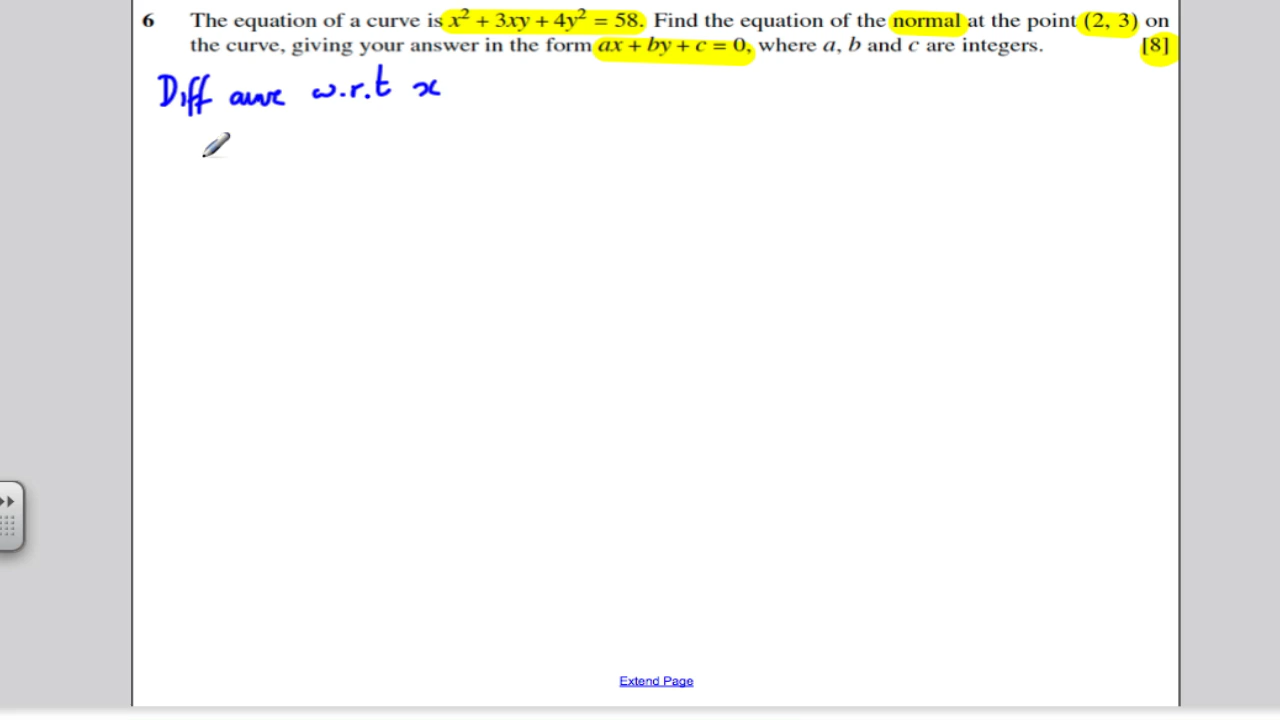 6 The equation of a curve is x² + 3xy + 4y² = 58. Find the equation of the normal at the point (2, 3) on
the curve, giving your answer in the form ax + by + c = 0, where a, b and c are integers. [8]
Diff curve w.r.t x
Extend Page